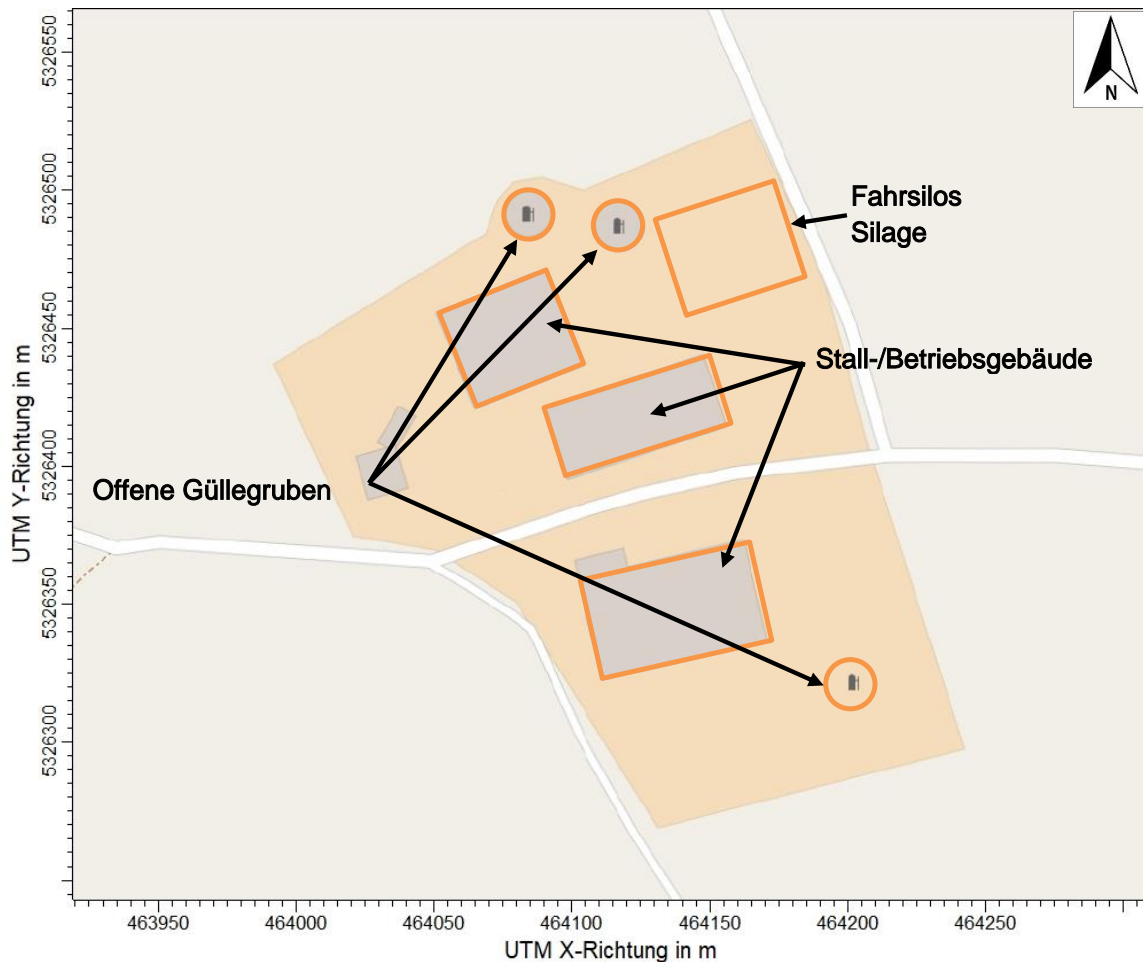 N
Fahrsilos
Silage
Stall-/Betriebsgebäude
Offene Güllegruben
UTM Y-Richtung in m
5326550
5326500
5326450
5326400
5326350
5326300
463950 464000 464050 464100 464150 464200 464250
UTM X-Richtung in m